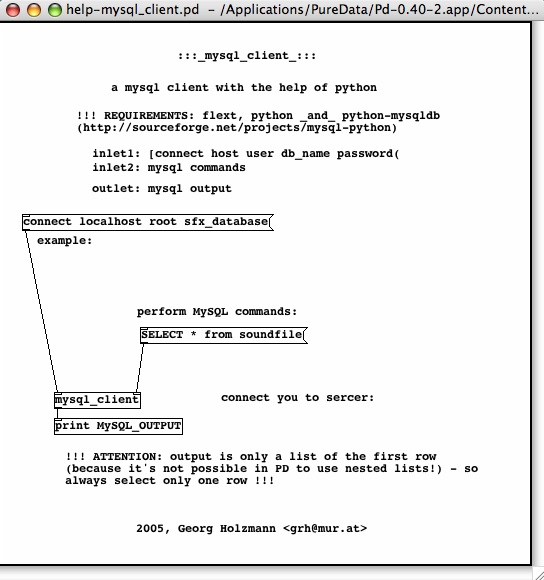 help-mysql_client.pd - /Applications/PureData/Pd-0.40-2.app/Content...
:::_mysql_client_:::
a mysql client with the help of python
!!! REQUIREMENTS: flext, python _and_ python-mysqldb
(http://sourceforge.net/projects/mysql-python)
inlet1: [connect host user db_name password(
inlet2: mysql commands
outlet: mysql output
connect localhost root sfx_database
example:
perform MySQL commands:
SELECT * from soundfile
mysql_client
connect you to sercer:
print MySQL_OUTPUT
!!! ATTENTION: output is only a list of the first row
(because it's not possible in PD to use nested lists!) - so
always select only one row !!!
2005, Georg Holzmann <grh@mur.at>